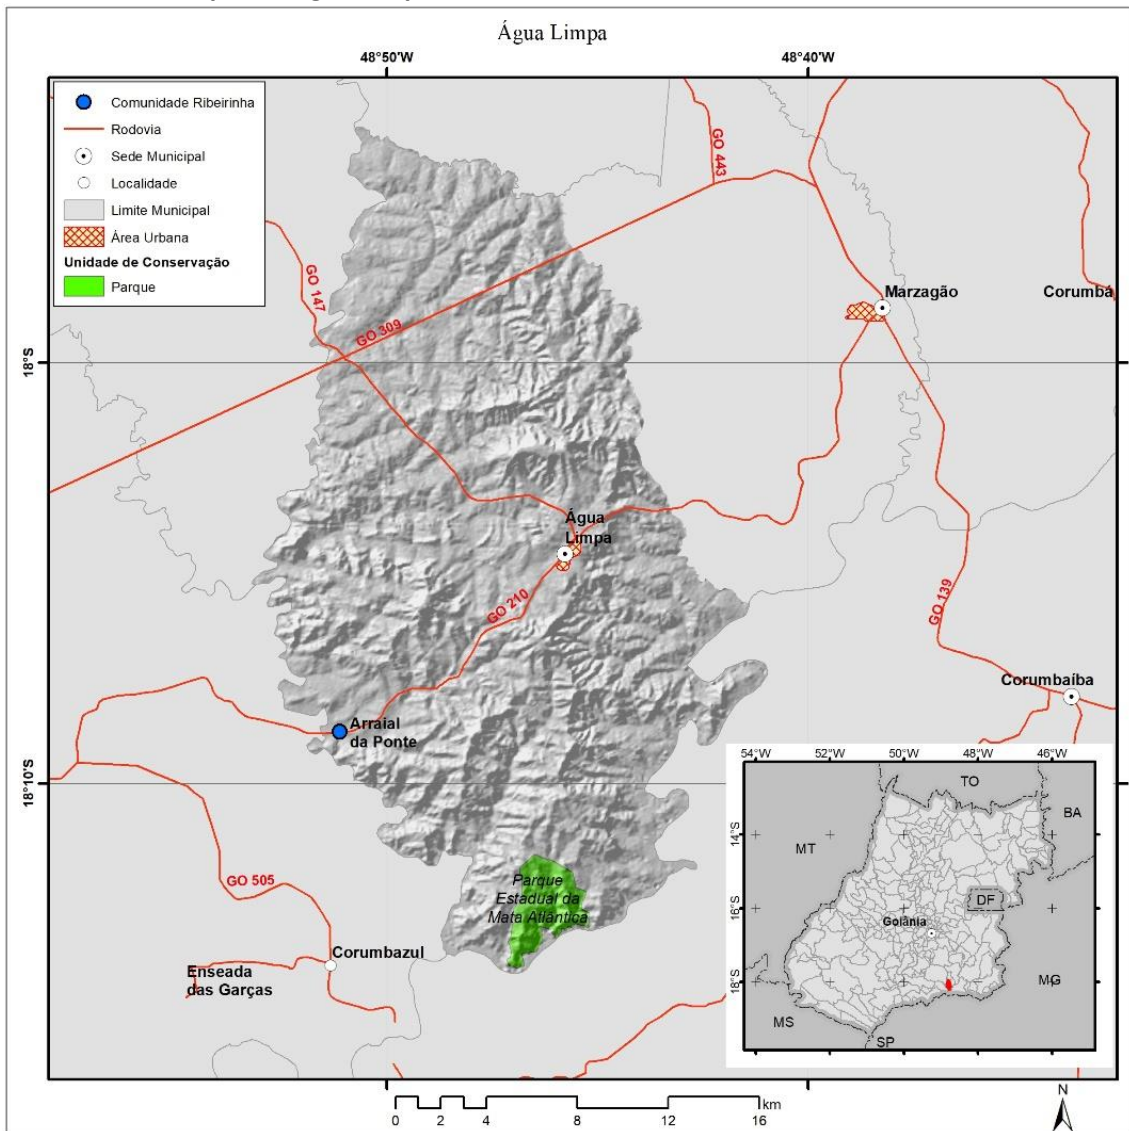 Água Limpa
48°50'W
48°40'W
Comunidade Ribeirinha
Rodovia
Sede Municipal
Localidade
Limite Municipal
Área Urbana
Unidade de Conservação
Parque
GO 443
GO 147
GO 309
Marzagão
Corumbá
18°S
Água
Limpa
GO 210
GO 139
Corumbaíba
Arraial
da Ponte
18°10'S
GO 505
Parque
Estadual da
Mata Atlântica
Corumbazul
Enseada
das Garças
54°W
52°W
50°W
48°W
46°W
TO
BA
14°S
MT
DF
16°S
Goiânia
18°S
MG
MS
SP
N
km
0
2
4
8
12
16